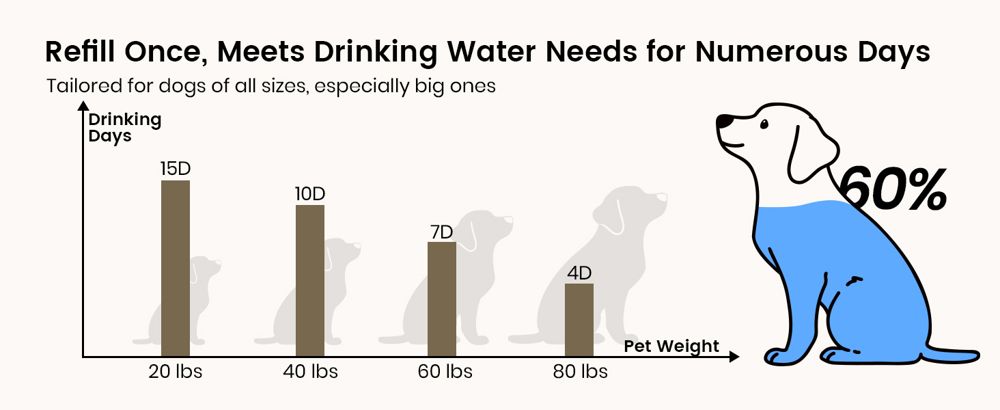 Refill Once, Meets Drinking Water Needs for Numerous Days
Tailored for dogs of all sizes, especially big ones
Drinking
Days
15D
10D
7D
4D
60%
Pet Weight
20 lbs
40 lbs
60 lbs
80 lbs